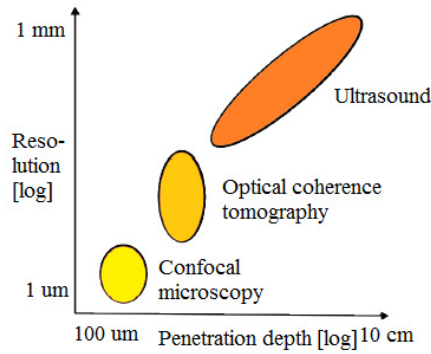 1 mm
Ultrasound
Reso-
lution
[log]
Optical coherence
tomography
Confocal
microscopy
1 um
100 um
Penetration depth [log]
10 cm